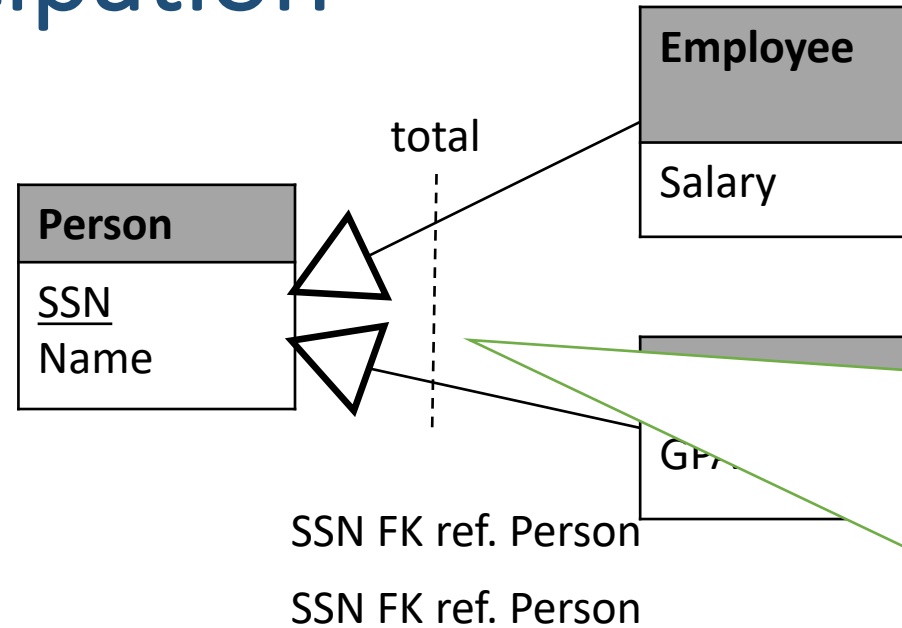 Employee
total
Salary
Person
SSN
Name
SSN FK ref. Person
SSN FK ref. Person